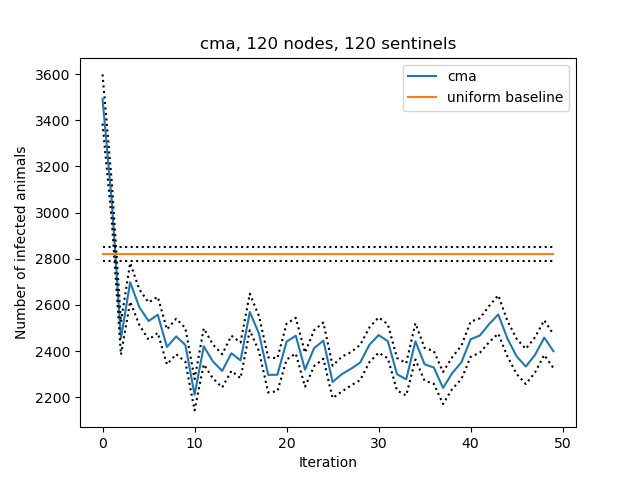 cma, 120 nodes, 120 sentinels
cma
uniform baseline
Number of infected animals
3600
3400
3200
3000
2800
2600
2400
2200
0 10 20 30 40 50
Iteration